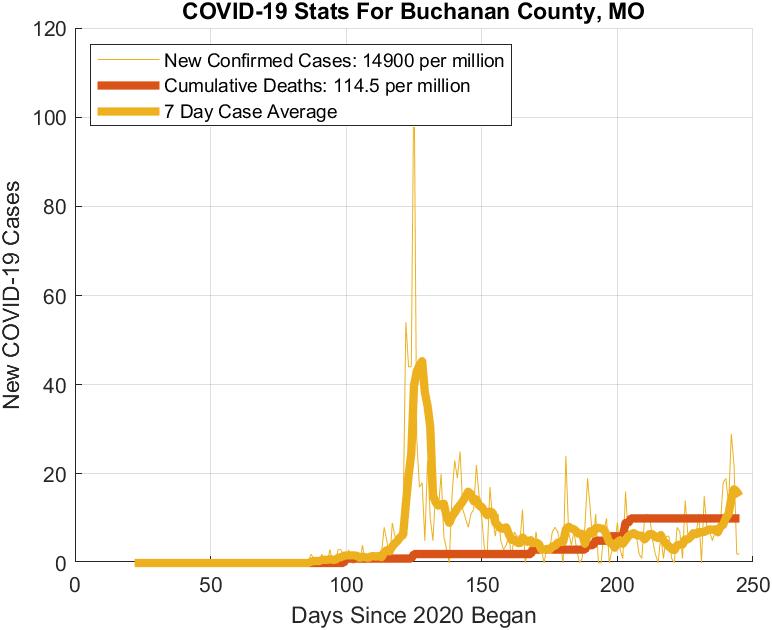 COVID-19 Stats For Buchanan County, MO
120
100
80
60
40
20
0
New COVID-19 Cases
New Confirmed Cases: 14900 per million
Cumulative Deaths: 114.5 per million
7 Day Case Average
0 50 100 150 200 250
Days Since 2020 Began